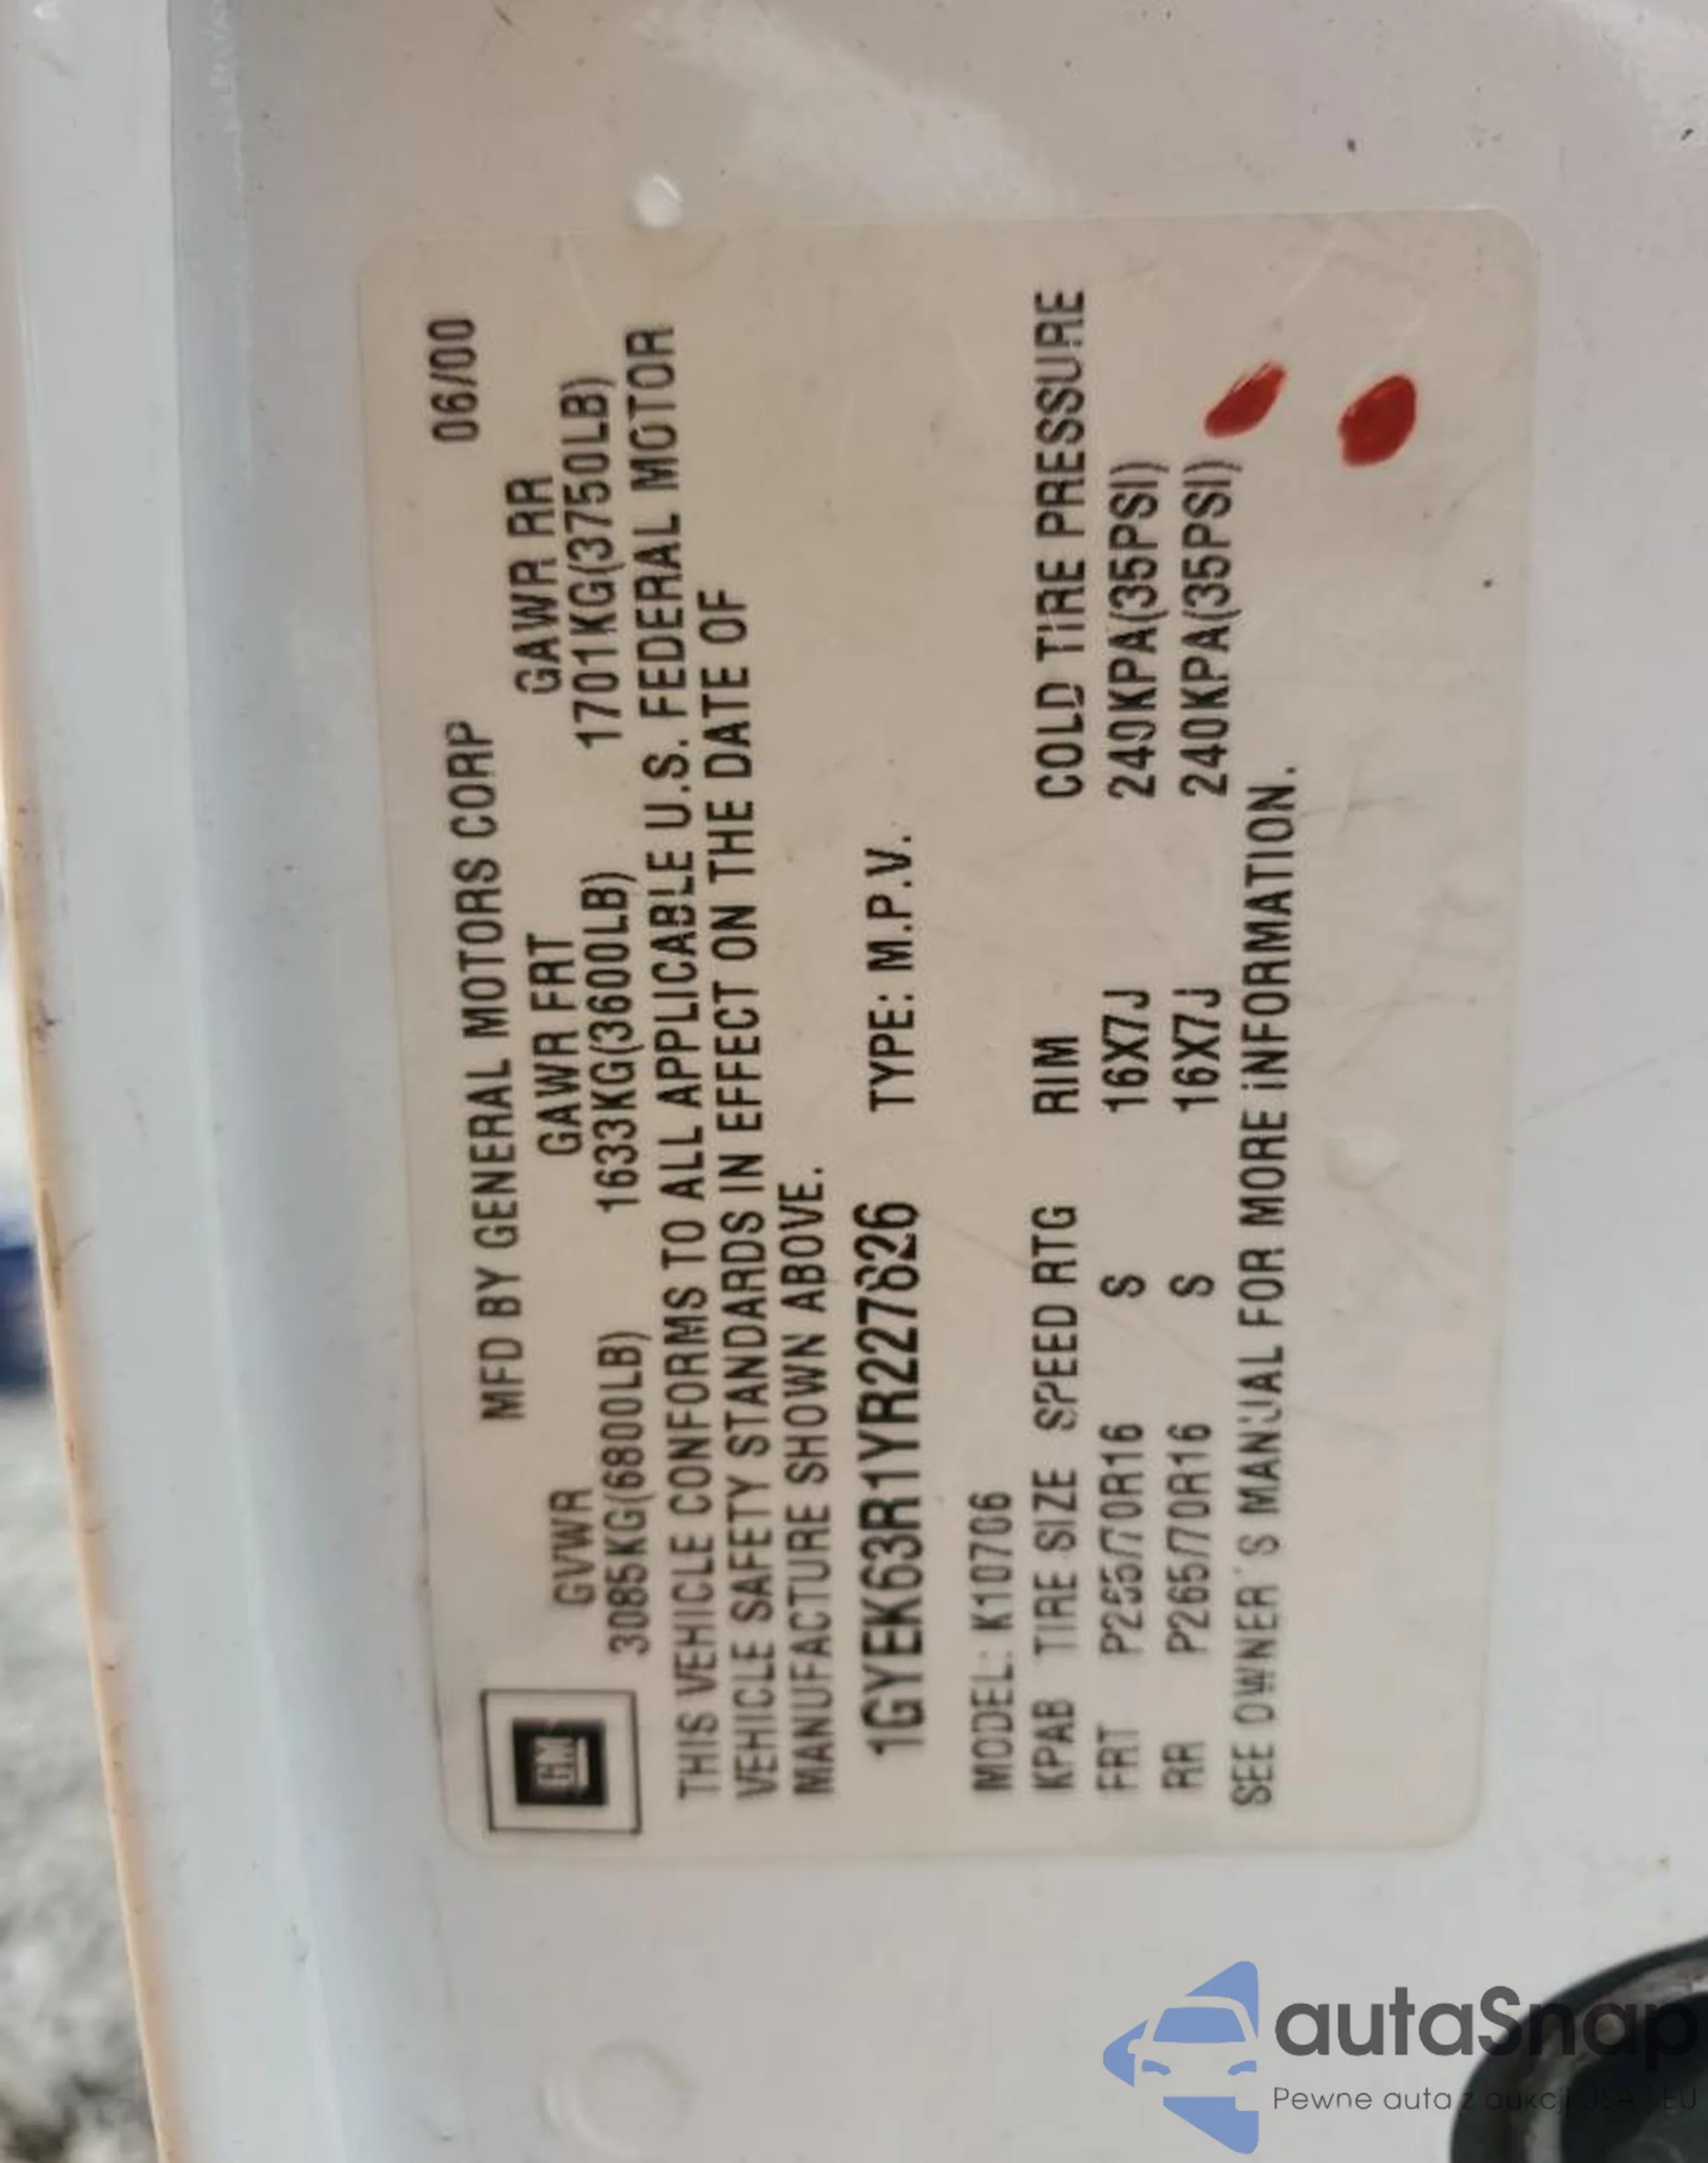 MFD BY GENERAL MOTORS CORP 06/00
GM
GVWR GAWR FRT GAWR RR
3085KG(6800LB) 1633KG(3600LB) 1701KG(3750LB)
THIS VEHICLE CONFORMS TO ALL APPLICABLE U.S. FEDERAL MOTOR
VEHICLE SAFETY STANDARDS IN EFFECT ON THE DATE OF
MANUFACTURE SHOWN ABOVE.
1GYEK63R1YR227826 TYPE: M.P.V.
MODEL: K10706
KPAB TIRE SIZE SPEED RTG RIM COLD TIRE PRESSURE
FRT P265/70R16 S 16X7J 240KPA(35PSI)
RR P265/70R16 S 16X7J 240KPA(35PSI)
SEE OWNER'S MANUAL FOR MORE INFORMATION.
autaSnap
Pewne auta z aukcji USA i EU